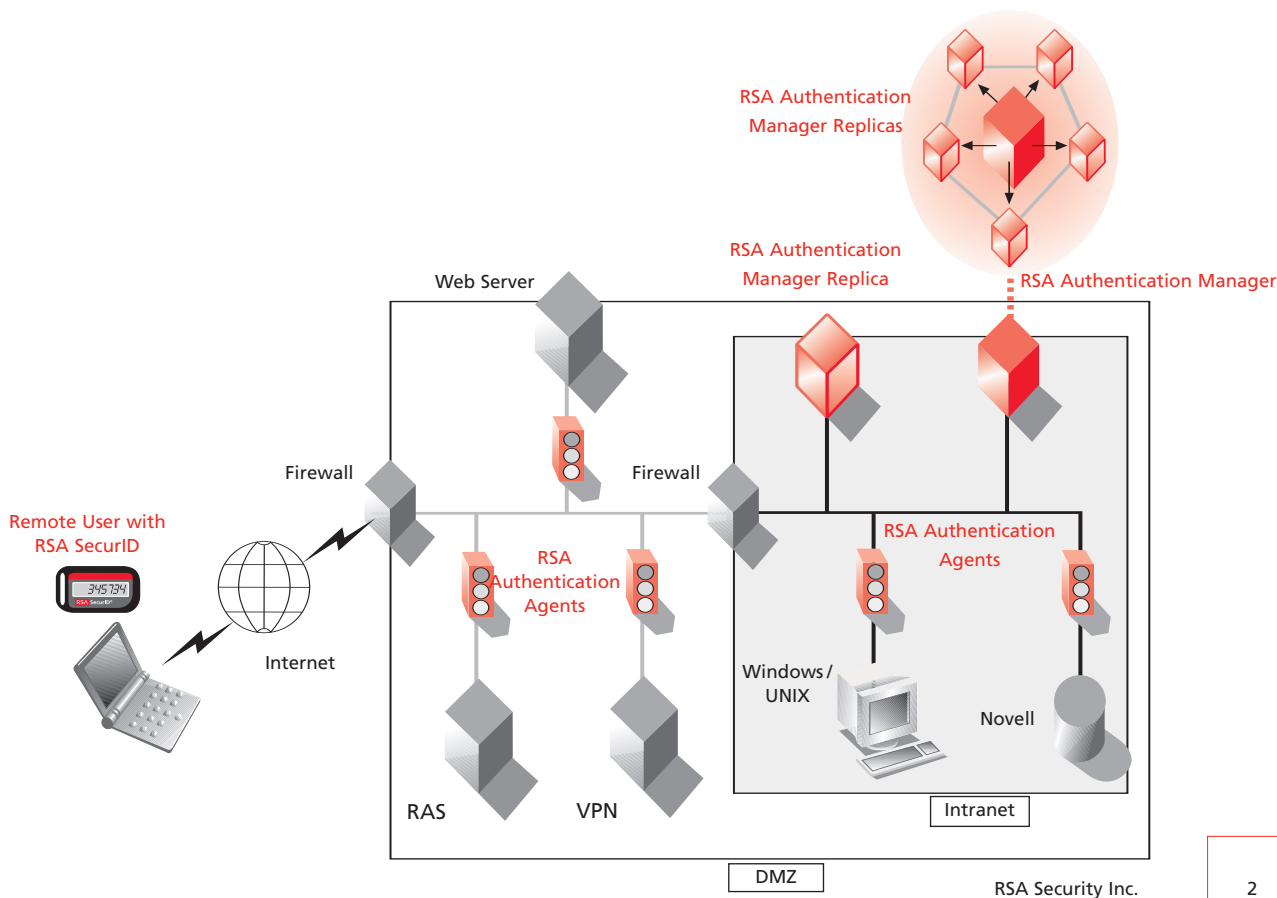 RSA Authentication
Manager Replicas
RSA Authentication
Manager Replica
RSA Authentication Manager
Web Server
Firewall
Firewall
Remote User with
RSA SecurID
345734
RSA SecurID®
Internet
RSA
Authentication
Agents
RSA Authentication
Agents
Windows/
UNIX
Novell
RAS
VPN
Intranet
DMZ
RSA Security Inc.
2